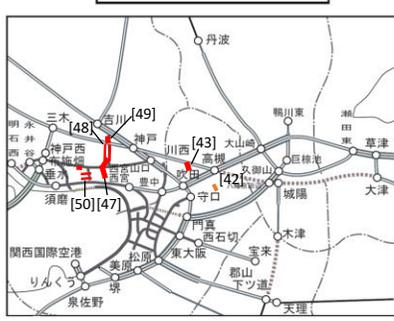 丹波
三木
吉川
[49]
[48]
鴨川東
瀬田東
明石西
永井谷
神戸西
神戸
川西
[43]
大山崎
草津
布施畑
西宮山口
高槻
久御山
巨椋池
垂水
西宮
吹田
[42]
豊中
守口
城陽
大津
須磨
[50]
[47]
門真
西石切
木津
関西国際空港
東大阪
宝来
松原
郡山
下ツ道
りんくう
美原
堺
泉佐野
天理